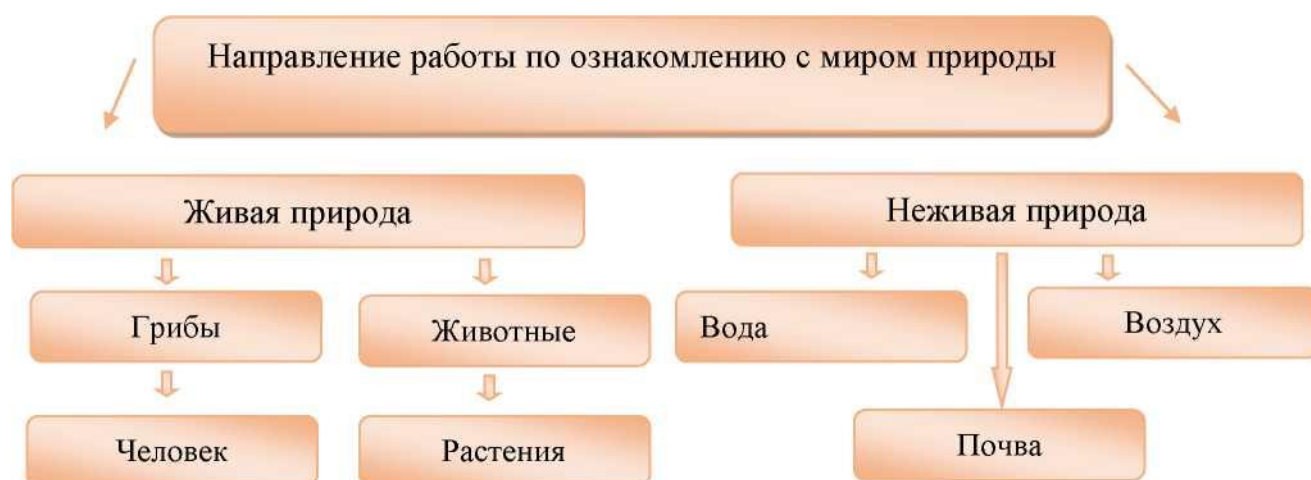 Направление работы по ознакомлению с миром природы
Живая природа
Неживая природа
Грибы
Животные
Вода
Воздух
Человек
Растения
Почва